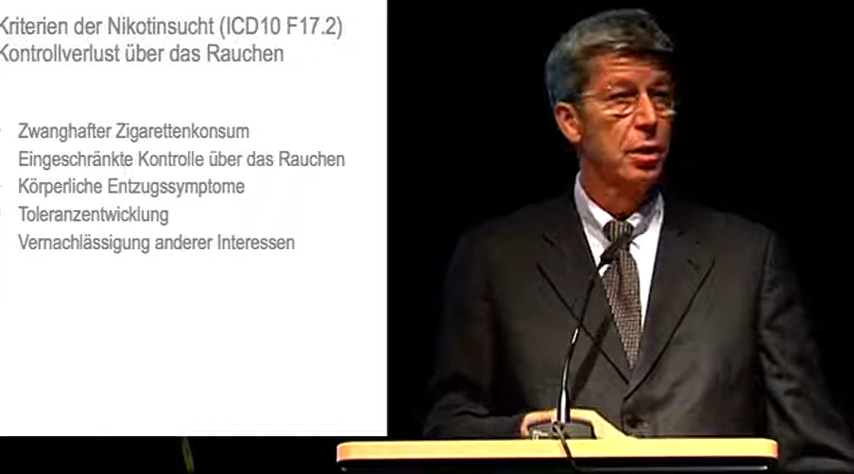 Kriterien der Nikotinsucht (ICD10 F17.2)
Kontrollverlust über das Rauchen
Zwanghafter Zigarettenkonsum
Eingeschränkte Kontrolle über das Rauchen
Körperliche Entzugssymptome
Toleranzentwicklung
Vernachlässigung anderer Interessen